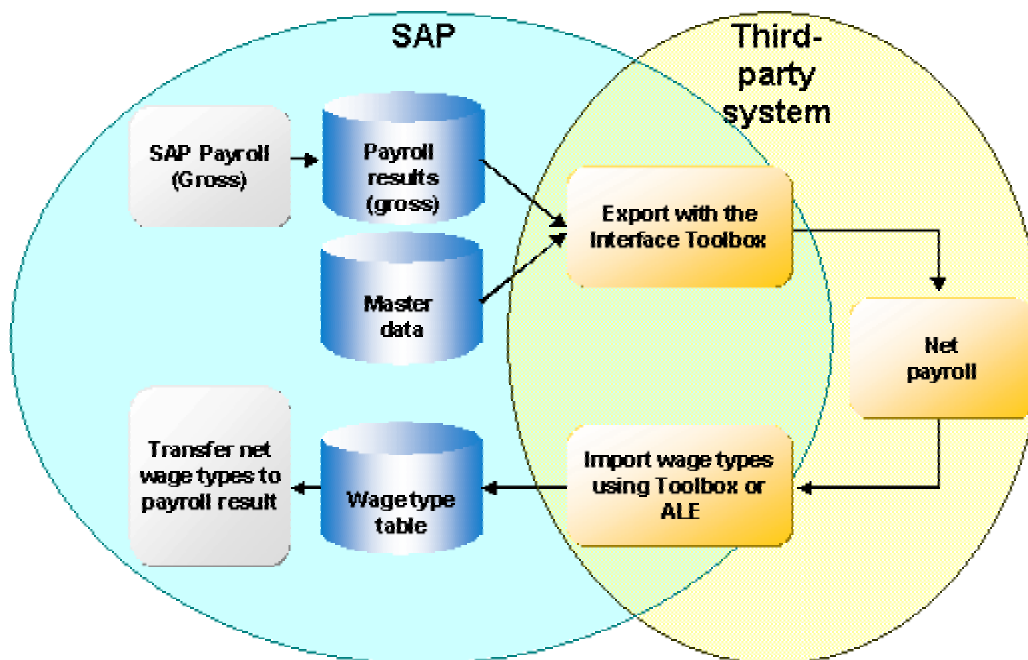 SAP
Third-
party
system
SAP Payroll
(Gross)
Payroll
results
(gross)
Export with the
Interface Toolbox
Master
data
Net
payroll
Transfer net
wage types to
payroll result
Wage type
table
Import wage types
using Toolbox or
ALE